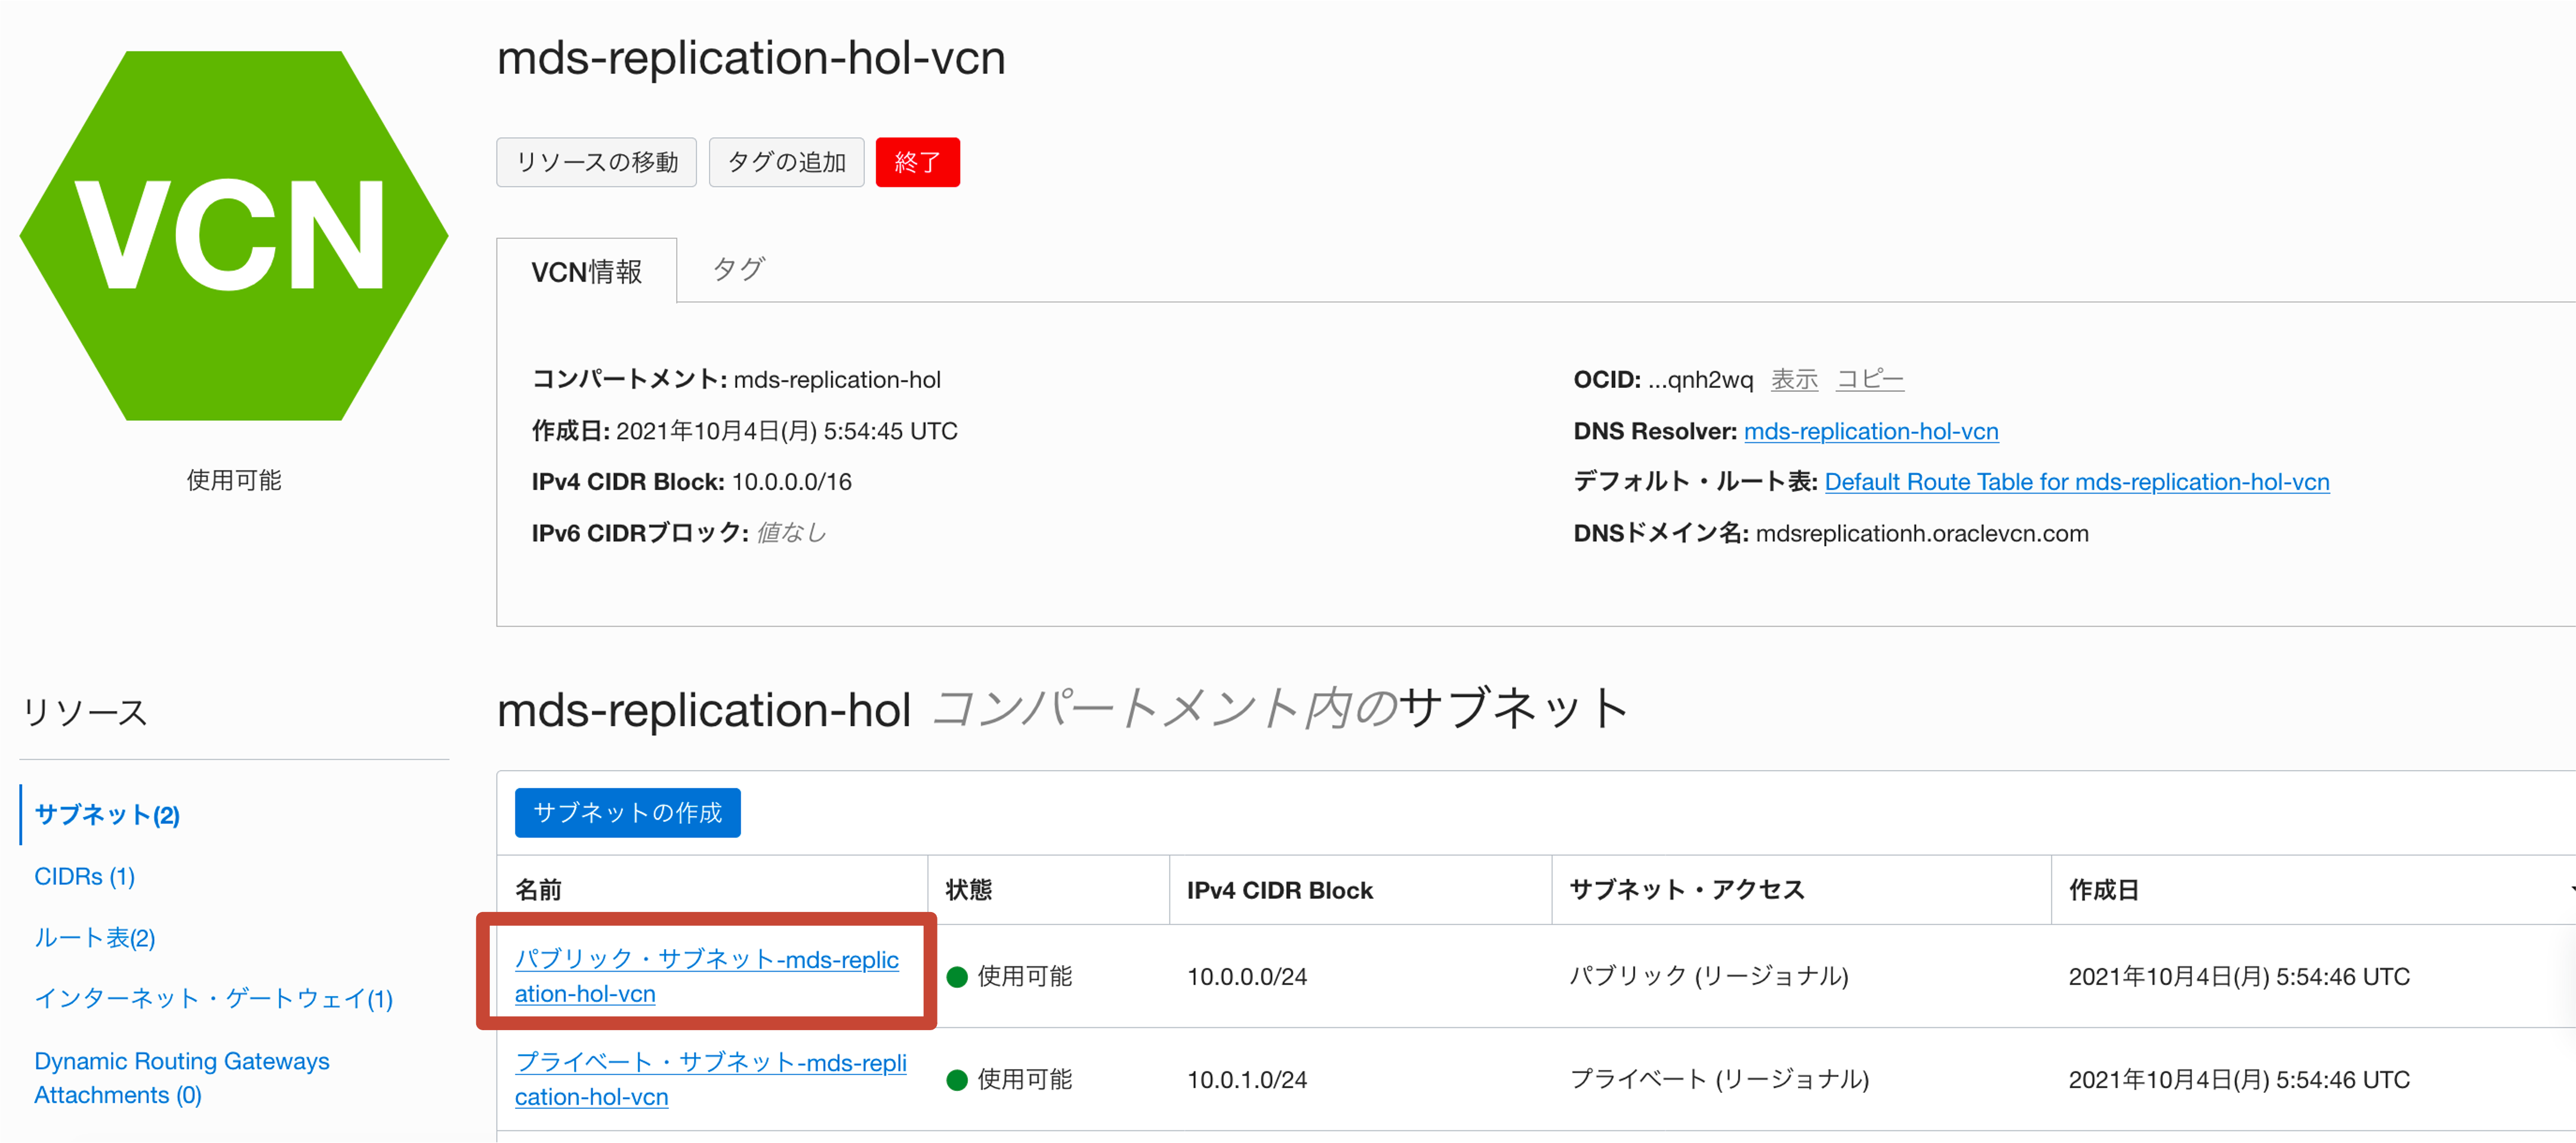 mds-replication-hol-vcn
リソースの移動 タグの追加 終了
VCN
VCN情報 タグ
コンパートメント: mds-replication-hol
作成日: 2021年10月4日(月) 5:54:45 UTC
IPv4 CIDR Block: 10.0.0.0/16
IPv6 CIDRブロック: 値なし
OCID: ...qnh2wq 表示 コピー
DNS Resolver: mds-replication-hol-vcn
デフォルト・ルート表: Default Route Table for mds-replication-hol-vcn
DNSドメイン名: mdsreplicationh.oraclevcn.com
使用可能
リソース
サブネット(2)
CIDRs (1)
ルート表(2)
インターネット・ゲートウェイ(1)
Dynamic Routing Gateways
Attachments (0)
mds-replication-hol コンパートメント内のサブネット
サブネットの作成
名前 状態 IPv4 CIDR Block サブネット・アクセス 作成日
パブリック・サブネット-mds-replic
ation-hol-vcn
使用可能 10.0.0.0/24 パブリック (リージョナル) 2021年10月4日(月) 5:54:46 UTC
プライベート・サブネット-mds-repli
cation-hol-vcn
使用可能 10.0.1.0/24 プライベート (リージョナル) 2021年10月4日(月) 5:54:46 UTC